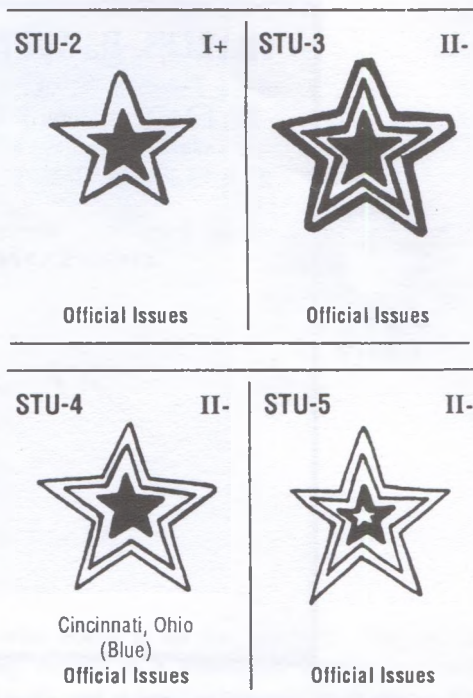 STU-2 I+
STU-3 II-
Official Issues
Official Issues
STU-4 II-
STU-5 II-
Cincinnati, Ohio
(Blue)
Official Issues
Official Issues